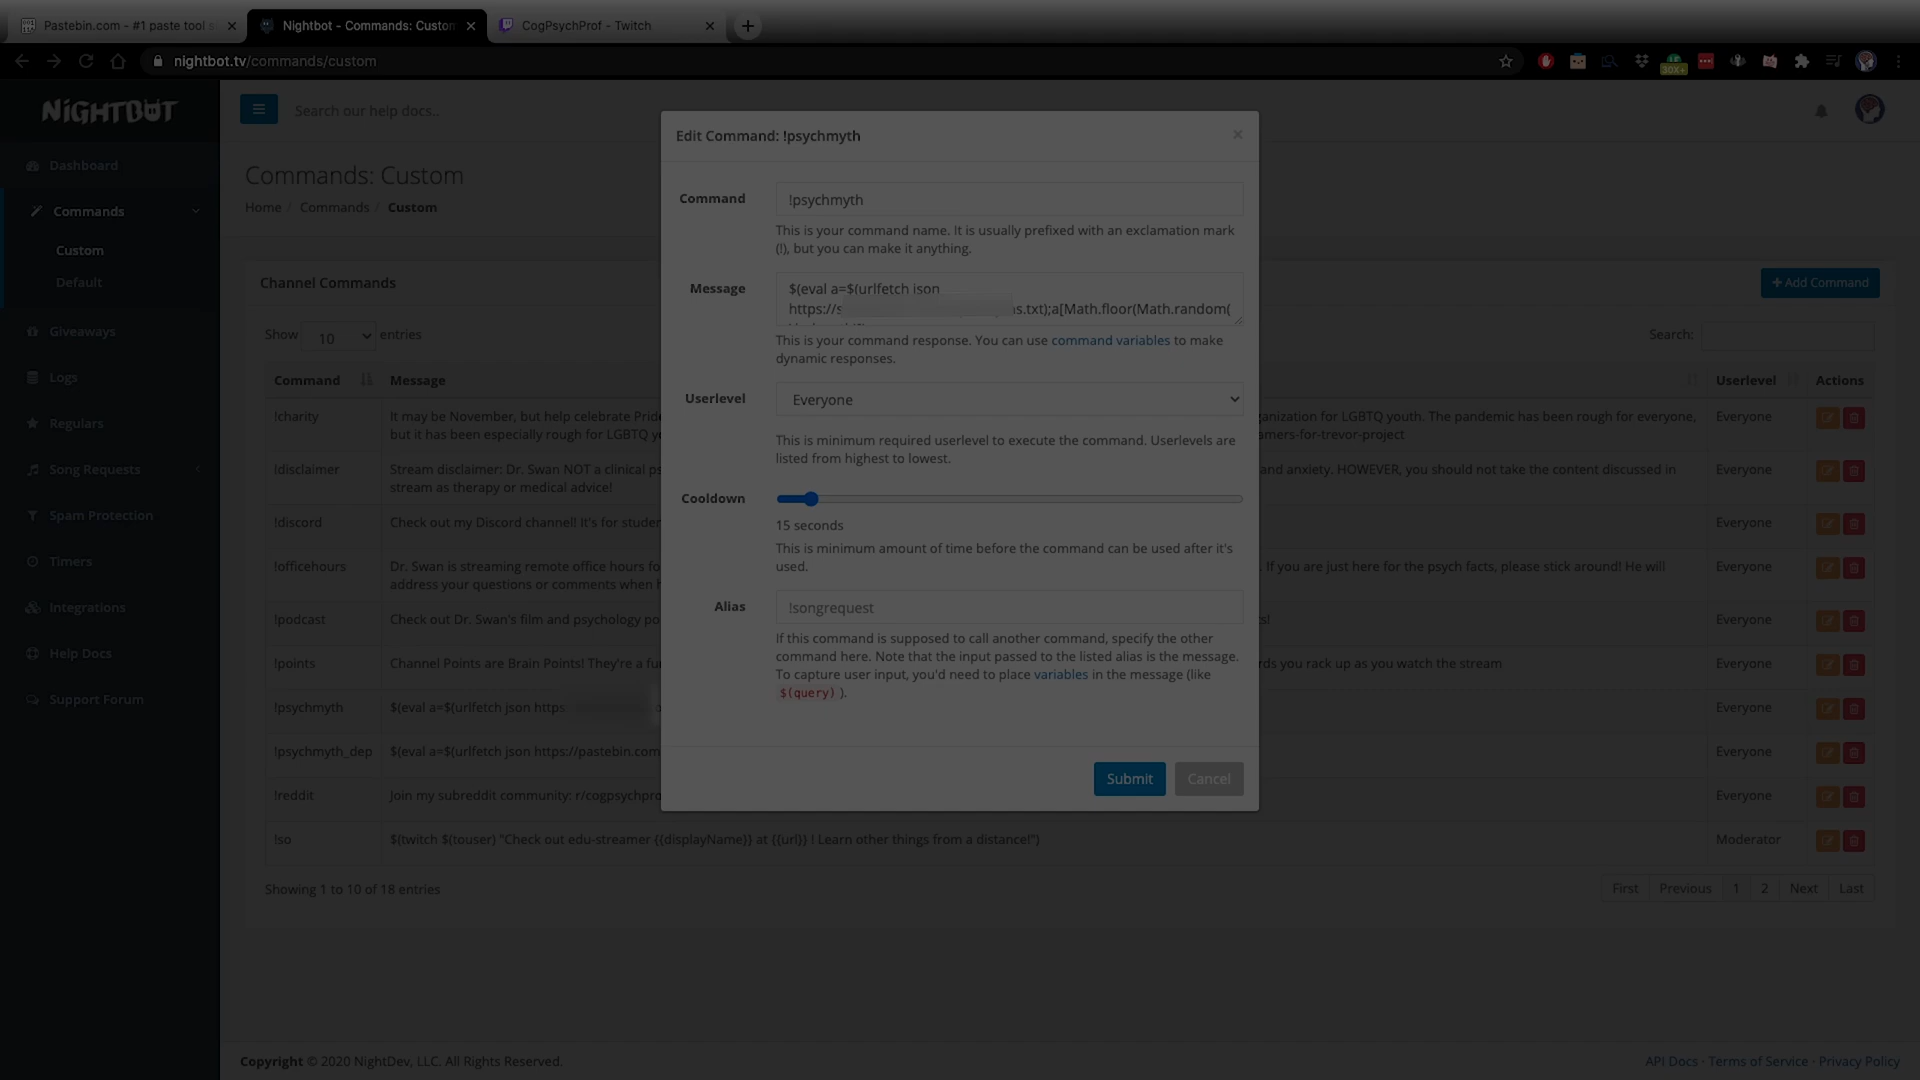 Pastebin.com - #1 paste tool s
Nightbot - Commands: Custom
CogPsychProf - Twitch
nightbot.tv/commands/custom
30X+
NIGHTBOT
Search our help docs..
Dashboard
Commands
Custom
Default
Giveaways
Logs
Regulars
Song Requests
Spam Protection
Timers
Integrations
Help Docs
Support Forum
Commands: Custom
Home / Commands / Custom
Channel Commands
+ Add Command
Show 10 entries
Search:
Command Message Userlevel Actions
!charity It may be November, but help celebrate Pride ganization for LGBTQ youth. The pandemic has been rough for everyone, Everyone
but it has been especially rough for LGBTQ yo amers-for-trevor-project
!disclaimer Stream disclaimer: Dr. Swan NOT a clinical ps and anxiety. HOWEVER, you should not take the content discussed in Everyone
stream as therapy or medical advice!
!discord Check out my Discord channel! It's for studen Everyone
!officehours Dr. Swan is streaming remote office hours fo . If you are just here for the psych facts, please stick around! He will Everyone
address your questions or comments when h
!podcast Check out Dr. Swan's film and psychology po s! Everyone
!points Channel Points are Brain Points! They're a fun rds you rack up as you watch the stream Everyone
!psychmyth $(eval a=$(urlfetch json https: Everyone
!psychmyth_dep $(eval a=$(urlfetch json https://pastebin.com Everyone
!reddit Join my subreddit community: r/cogpsychpro Everyone
!so $(twitch $(touser) "Check out edu-streamer {{displayName}} at {{url}} ! Learn other things from a distance!") Moderator
Showing 1 to 10 of 18 entries
First Previous 1 2 Next Last
Edit Command: !psychmyth
×
Command
!psychmyth
This is your command name. It is usually prefixed with an exclamation mark
(!), but you can make it anything.
Message
$(eval a=$(urlfetch json
https://s s.txt);a[Math.floor(Math.random(
This is your command response. You can use command variables to make
dynamic responses.
Userlevel
Everyone
This is minimum required userlevel to execute the command. Userlevels are
listed from highest to lowest.
Cooldown
15 seconds
This is minimum amount of time before the command can be used after it's
used.
Alias
!songrequest
If this command is supposed to call another command, specify the other
command here. Note that the input passed to the listed alias is the message.
To capture user input, you'd need to place variables in the message (like
$(query) ).
Submit
Cancel
Copyright © 2020 NightDev, LLC. All Rights Reserved.
API Docs · Terms of Service · Privacy Policy